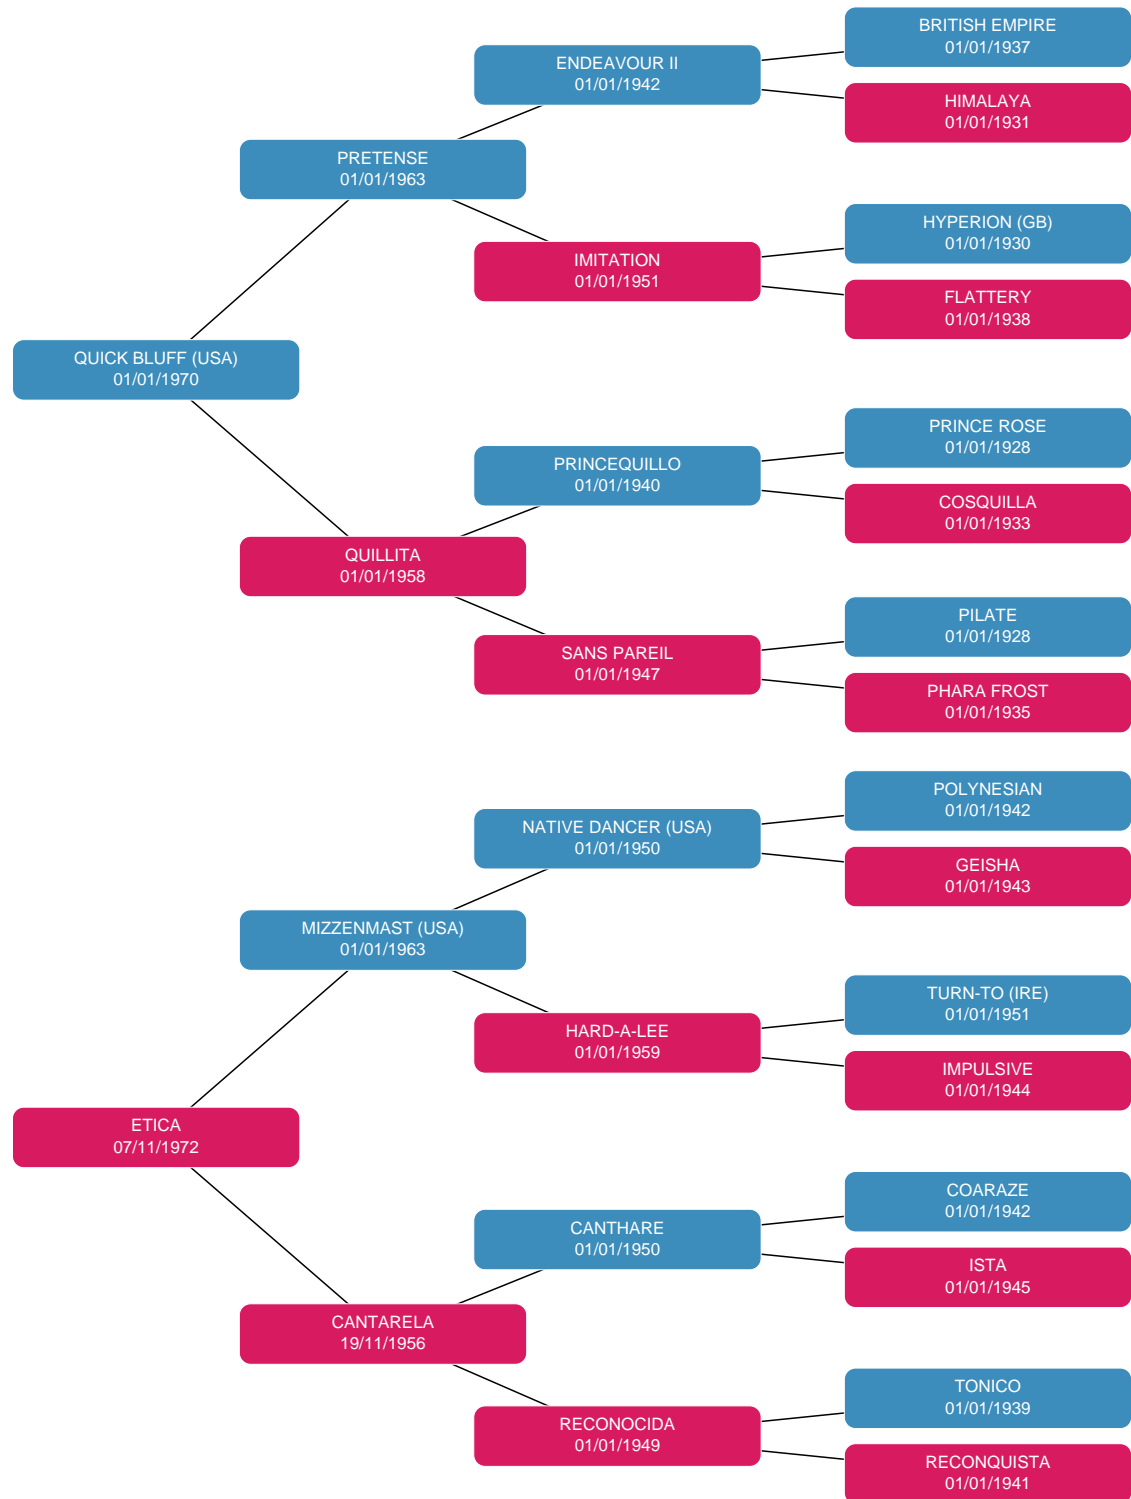 BRITISH EMPIRE
01/01/1937
ENDEAVOUR II
01/01/1942
HIMALAYA
01/01/1931
PRETENSE
01/01/1963
HYPERION (GB)
01/01/1930
IMITATION
01/01/1951
FLATTERY
01/01/1938
QUICK BLUFF (USA)
01/01/1970
PRINCE ROSE
01/01/1928
PRINCEQUILLO
01/01/1940
COSQUILLA
01/01/1933
QUILLITA
01/01/1958
PILATE
01/01/1928
SANS PAREIL
01/01/1947
PHARA FROST
01/01/1935
POLYNESIAN
01/01/1942
NATIVE DANCER (USA)
01/01/1950
GEISHA
01/01/1943
MIZZENMAST (USA)
01/01/1963
TURN-TO (IRE)
01/01/1951
HARD-A-LEE
01/01/1959
IMPULSIVE
01/01/1944
ETICA
07/11/1972
COARAZE
01/01/1942
CANTHARE
01/01/1950
ISTA
01/01/1945
CANTARELA
19/11/1956
TONICO
01/01/1939
RECONOCIDA
01/01/1949
RECONQUISTA
01/01/1941